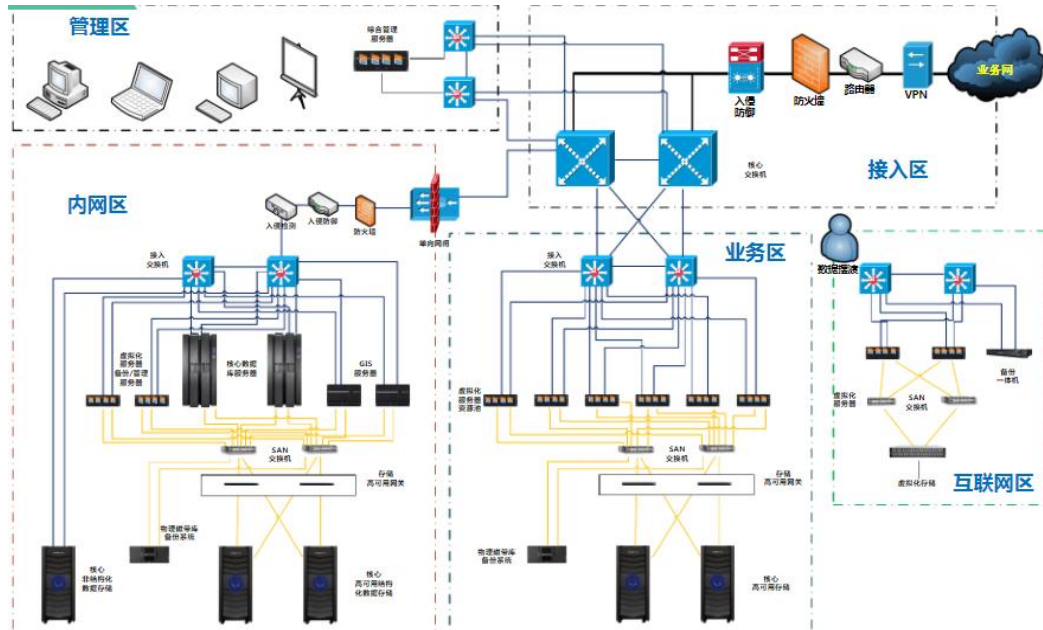 管理区
综合管理
服务器
入侵
防御
防火墙
路由器
VPN
业务网
核心
交换机
接入区
内网区
入侵检测
入侵防御
防火墙
单向网闸
接入
交换机
虚拟化
服务器
备份/管理
服务器
核心数据
库服务器
GIS
服务器
SAN
交换机
存储
高可用网关
物理磁带库
备份系统
核心
非结构化
数据存储
核心
高可用结构
化数据存储
业务区
接入
交换机
虚拟化
服务器
资源池
SAN
交换机
存储
高可用网关
物理磁带库
备份系统
核心
高可用存储
数据摆渡
备份
一体机
虚拟化
服务器
SAN
交换机
虚拟化存储
互联网区